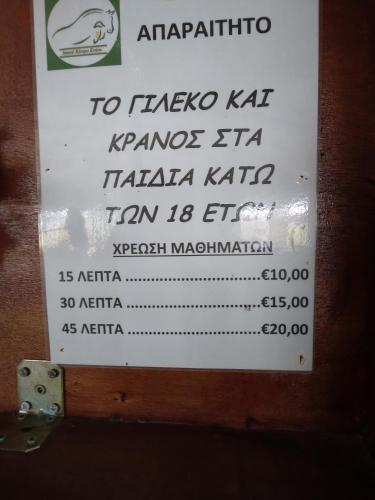 ΑΠΑΡΑΙΤΗΤΟ
ΤΟ ΓΙΛΕΚΟ ΚΑΙ
ΚΡΑΝΟΣ ΣΤΑ
ΠΑΙΔΙΑ ΚΑΤΩ
ΤΩΝ 18 ΕΤΩΝ
ΧΡΕΩΣΗ ΜΑΘΗΜΑΤΩΝ
15 ΛΕΠΤΑ ..............................€10,00
30 ΛΕΠΤΑ ..............................€15,00
45 ΛΕΠΤΑ ..............................€20,00